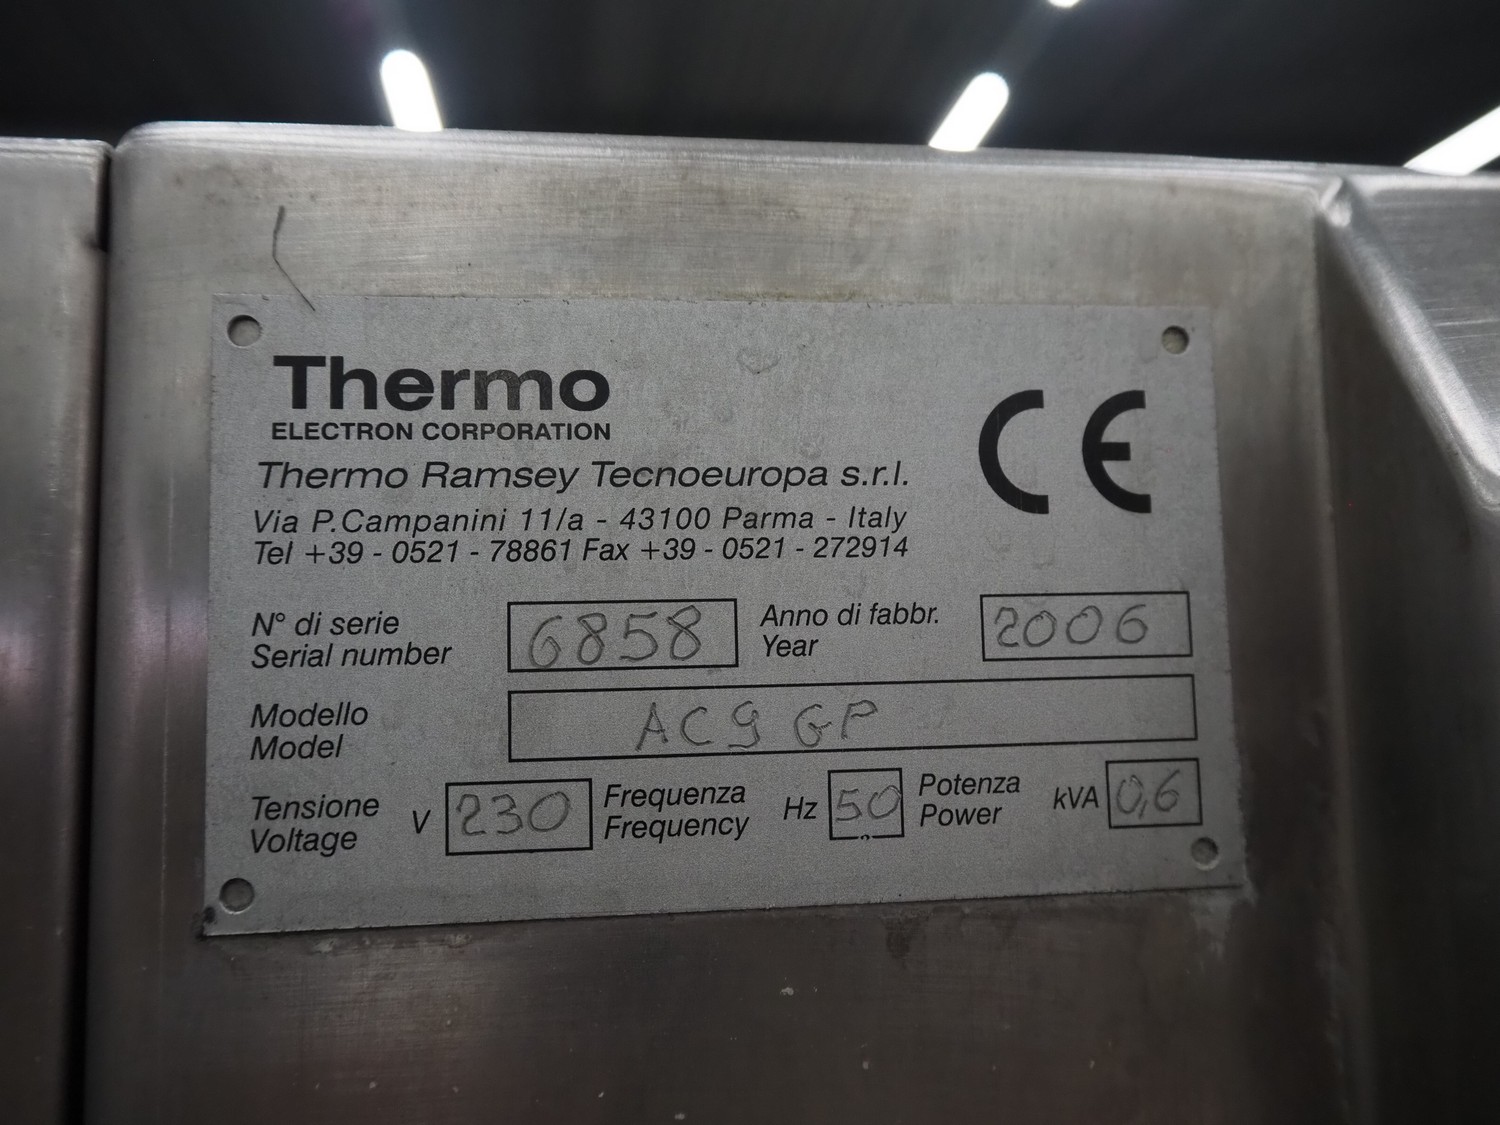 Thermo
ELECTRON CORPORATION
Thermo Ramsey Tecnoeuropa s.r.l.
Via P.Campanini 11/a - 43100 Parma - Italy
Tel +39 - 0521 - 78861 Fax +39 - 0521 - 272914
CE
N° di serie
Serial number
6858
Anno di fabbr.
Year
2006
Modello
Model
AC9 GP
Tensione
Voltage
V
230
Frequenza
Frequency
Hz
50
Potenza
Power
kVA
0,6